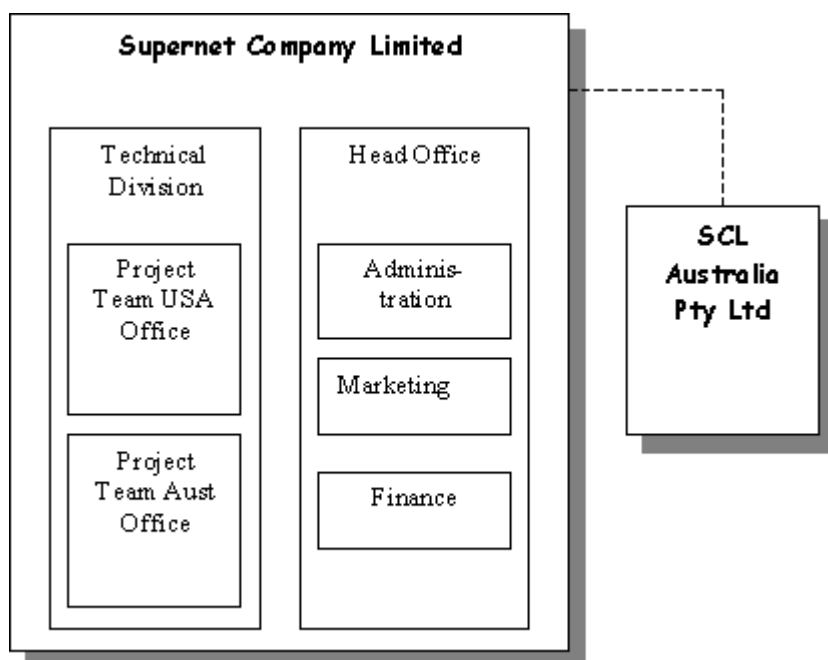 Supernet Company Limited
Technical
Division
Project
Team USA
Office
Project
Team Aust
Office
Head Office
Adminis-
tration
Marketing
Finance
SCL
Australia
Pty Ltd